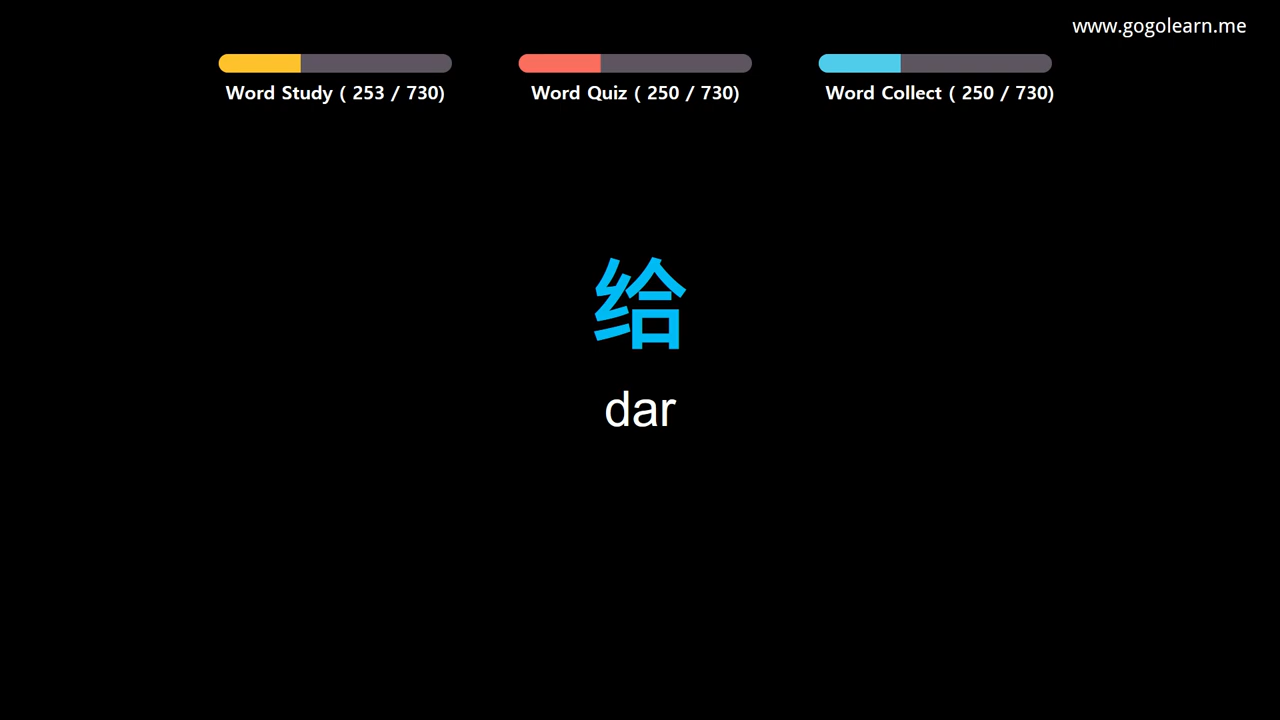 www.gogolearn.me
Word Study ( 253 / 730)
Word Quiz ( 250 / 730)
Word Collect ( 250 / 730)
给
dar